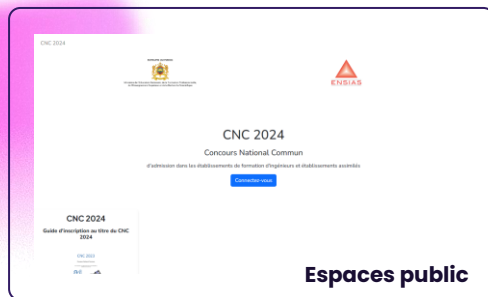 CNC 2024
ENSIAS
CNC 2024
Concours National Commun
d'admission dans les établissements de formation d'ingénieurs et établissements assimilés
Connectez-vous
CNC 2024
Guide d'inscription au titre du CNC
2024
CNC 2024
Espaces public